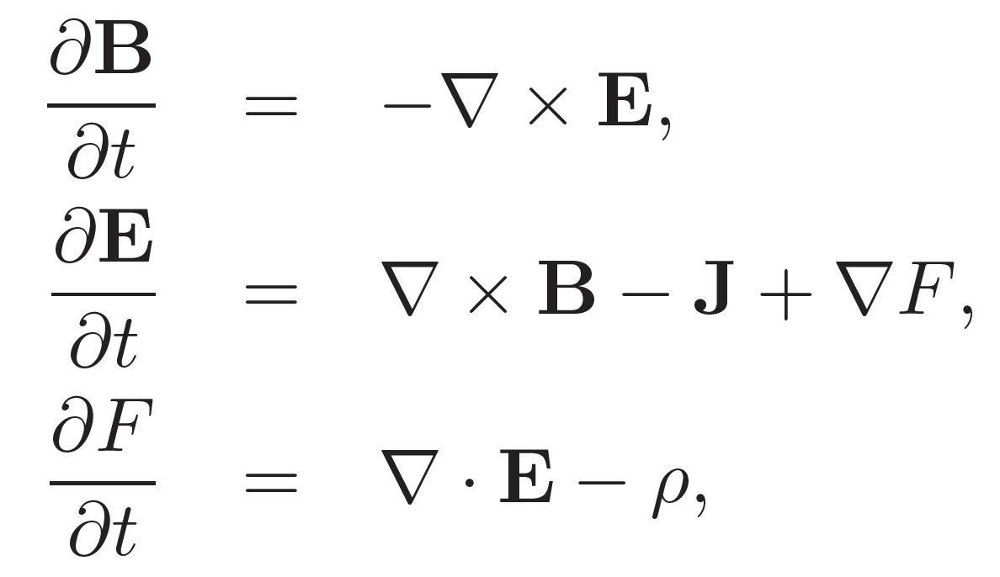 ∂𝐁/∂t = −∇ × 𝐄,
∂𝐄/∂t = ∇ × 𝐁 − 𝐉 + ∇F,
∂F/∂t = ∇ · 𝐄 − ρ,